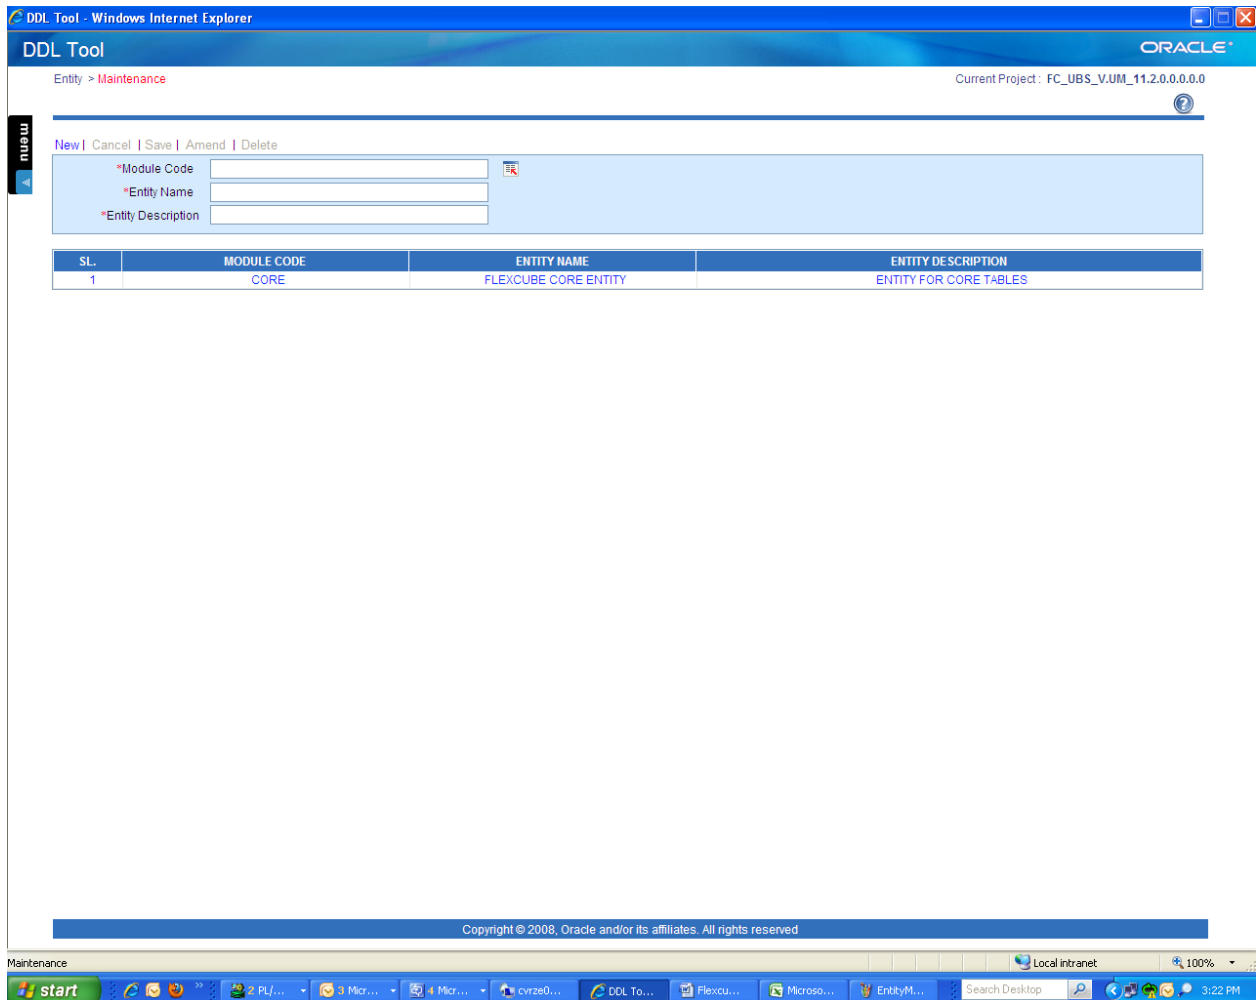 DDL Tool - Windows Internet Explorer
DDL Tool
ORACLE
Entity > Maintenance
Current Project : FC_UBS_V.UM_11.2.0.0.0.0.0
menu
New | Cancel | Save | Amend | Delete
*Module Code
*Entity Name
*Entity Description
SL. MODULE CODE ENTITY NAME ENTITY DESCRIPTION
1 CORE FLEXCUBE CORE ENTITY ENTITY FOR CORE TABLES
Copyright © 2008, Oracle and/or its affiliates. All rights reserved
Maintenance Local intranet 100%
start 2 PL/... 3 Micr... 4 Micr... cvrze0... DDL To... Flexcu... Microso... EntityM... Search Desktop 3:22 PM